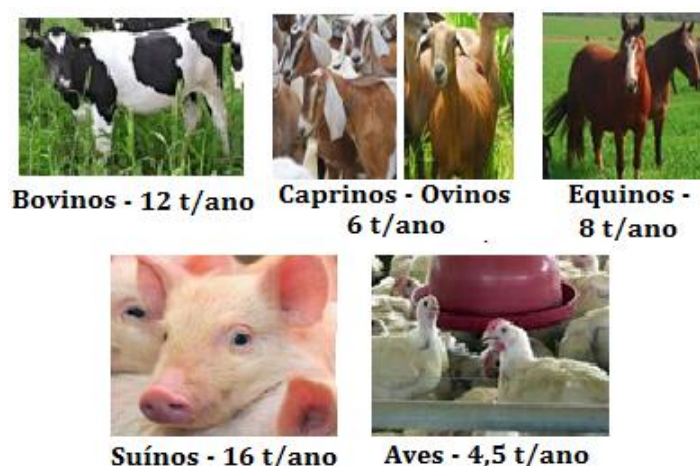 Bovinos - 12 t/ano
Caprinos - Ovinos -
6 t/ano
Equinos -
8 t/ano
Suínos - 16 t/ano
Aves - 4,5 t/ano